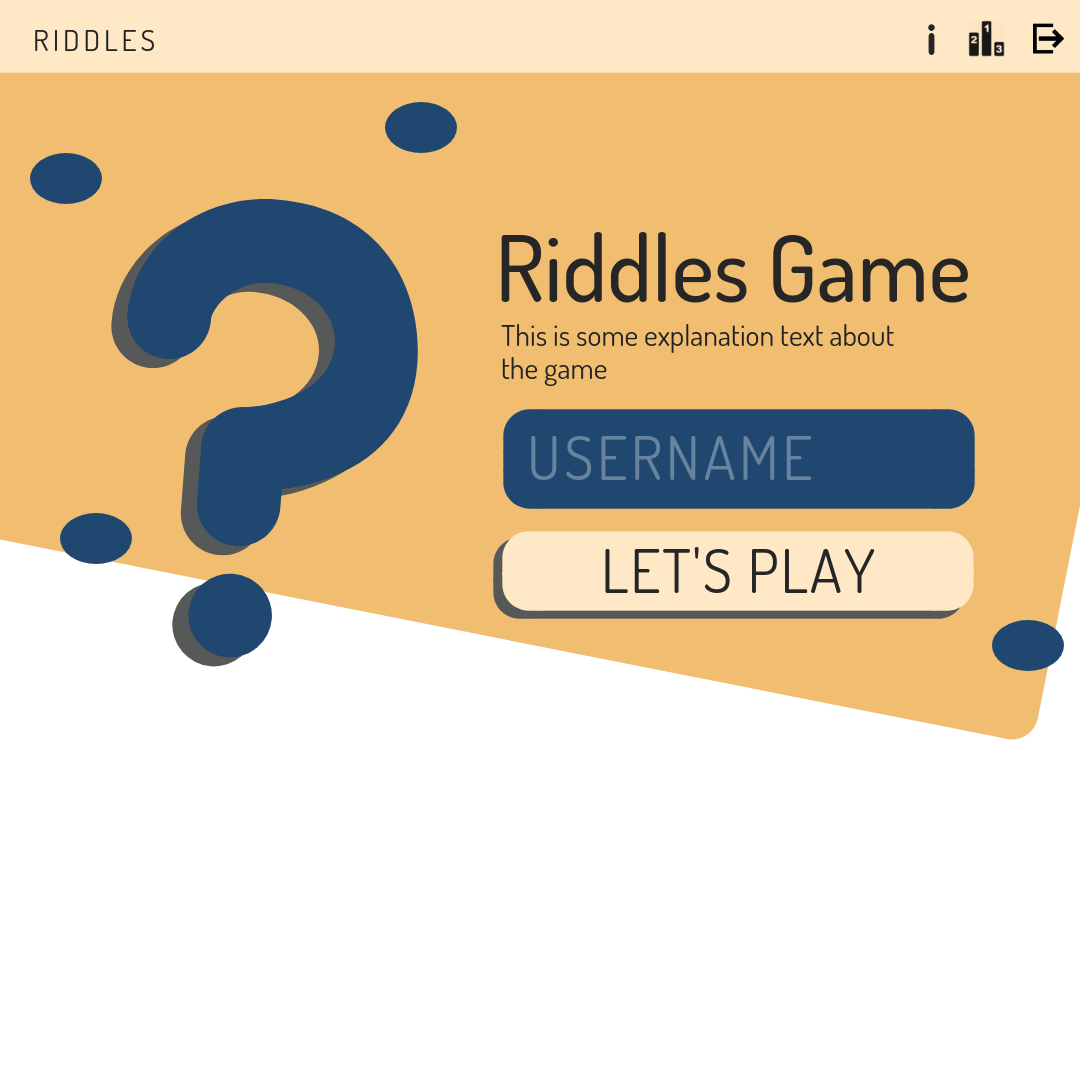 RIDDLES
2 1 3
Riddles Game
This is some explanation text about
the game
USERNAME
LET'S PLAY